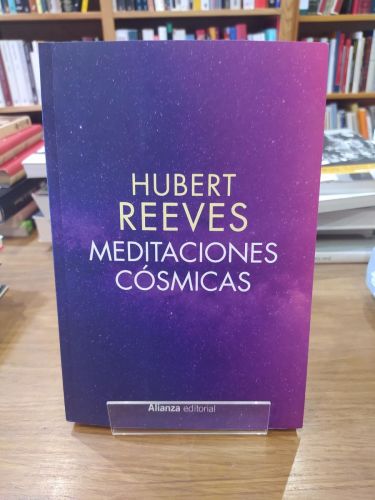 HUBERT
REEVES
MEDITACIONES
CÓSMICAS
Alianza editorial